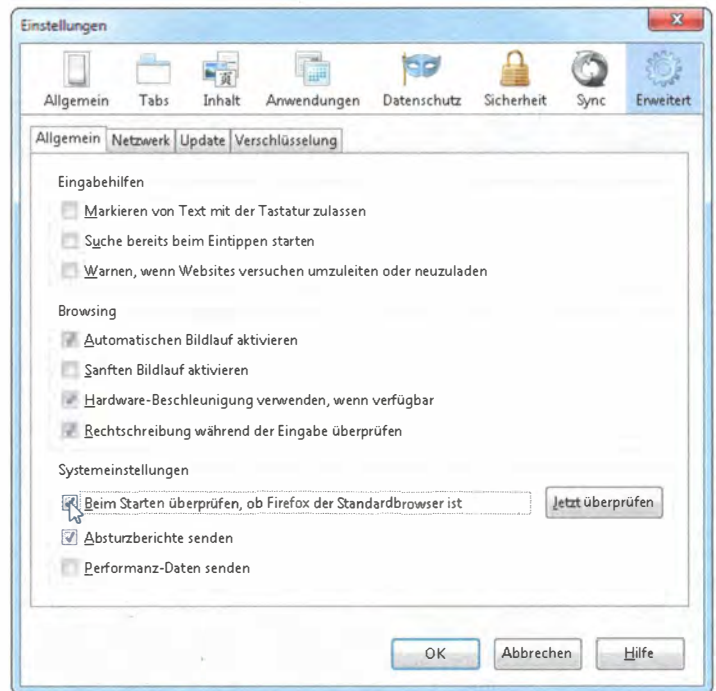 Einstellungen
Allgemein Tabs Inhalt Anwendungen Datenschutz Sicherheit Sync Erweitert
Allgemein Netzwerk Update Verschlüsselung
Eingabehilfen
Markieren von Text mit der Tastatur zulassen
Suche bereits beim Eintippen starten
Warnen, wenn Websites versuchen umzuleiten oder neuzuladen
Browsing
Automatischen Bildlauf aktivieren
Sanften Bildlauf aktivieren
Hardware-Beschleunigung verwenden, wenn verfügbar
Rechtschreibung während der Eingabe überprüfen
Systemeinstellungen
Beim Starten überprüfen, ob Firefox der Standardbrowser ist Jetzt überprüfen
Absturzberichte senden
Performanz-Daten senden
OK Abbrechen Hilfe